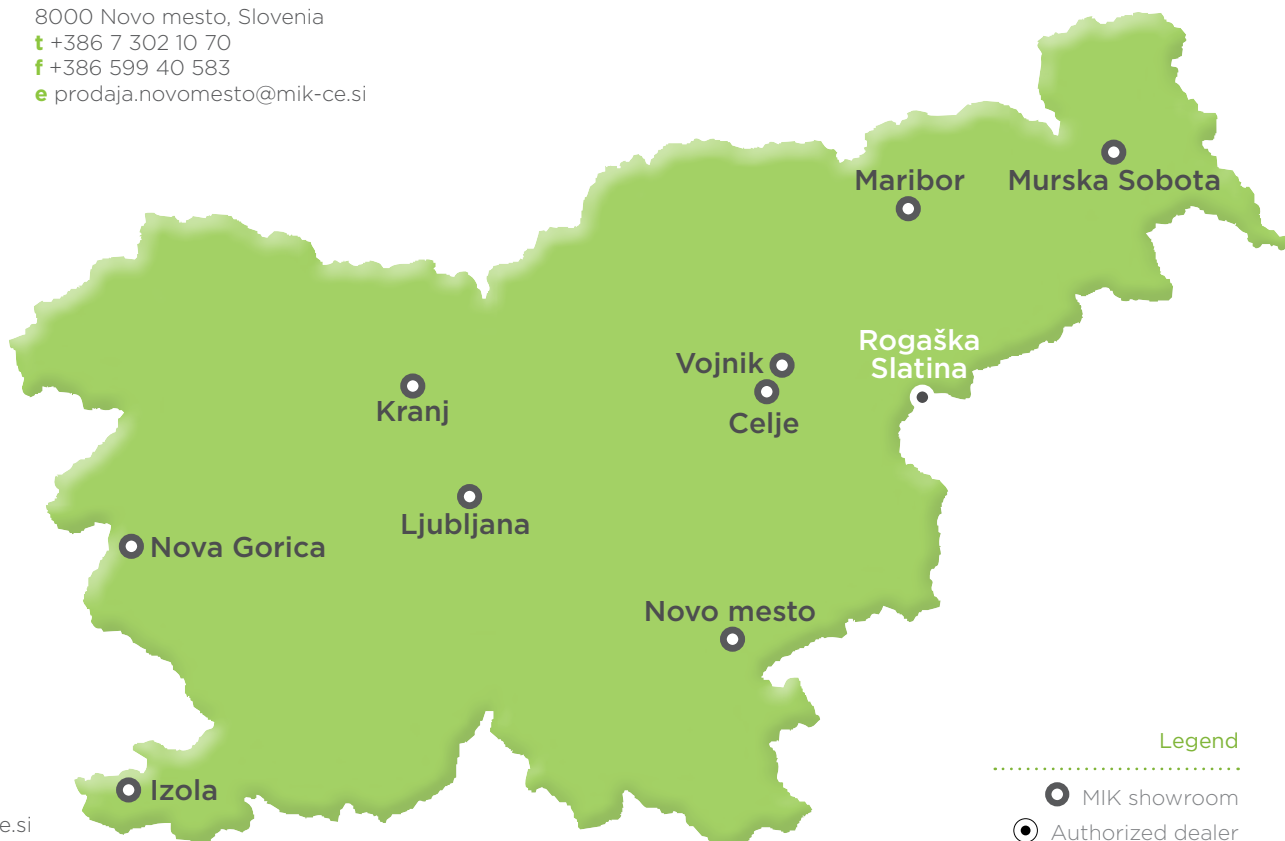 8000 Novo mesto, Slovenia
t +386 7 302 10 70
f +386 599 40 583
e prodaja.novomesto@mik-ce.si
Maribor
Murska Sobota
Rogaška
Slatina
Vojnik
Kranj
Celje
Ljubljana
Nova Gorica
Novo mesto
Izola
Legend
MIK showroom
Authorized dealer
e.si